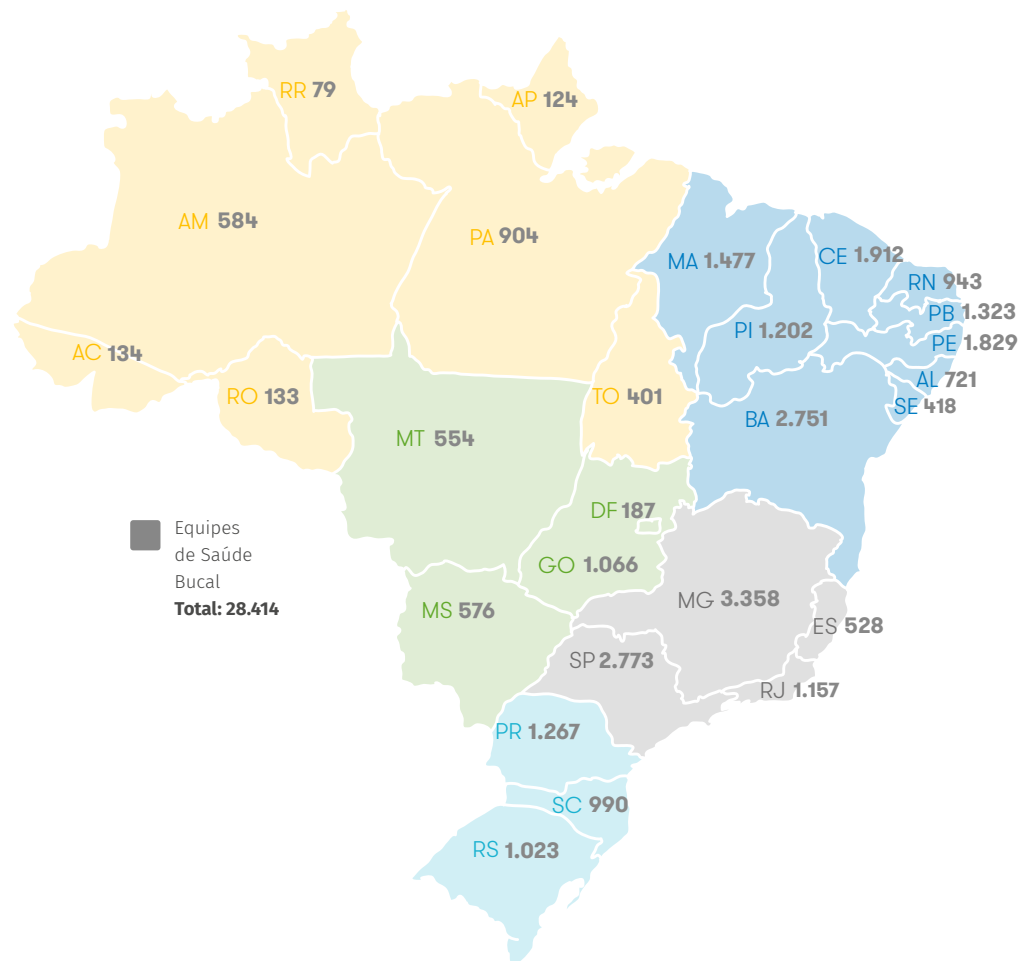 RR 79
AP 124
AM 584
PA 904
MA 1.477
CE 1.912
RN 943
PB 1.323
PI 1.202
PE 1.829
AC 134
AL 721
RO 133
TO 401
SE 418
BA 2.751
MT 554
DF 187
GO 1.066
Equipes
de Saúde
Bucal
Total: 28.414
MS 576
MG 3.358
ES 528
SP 2.773
RJ 1.157
PR 1.267
SC 990
RS 1.023